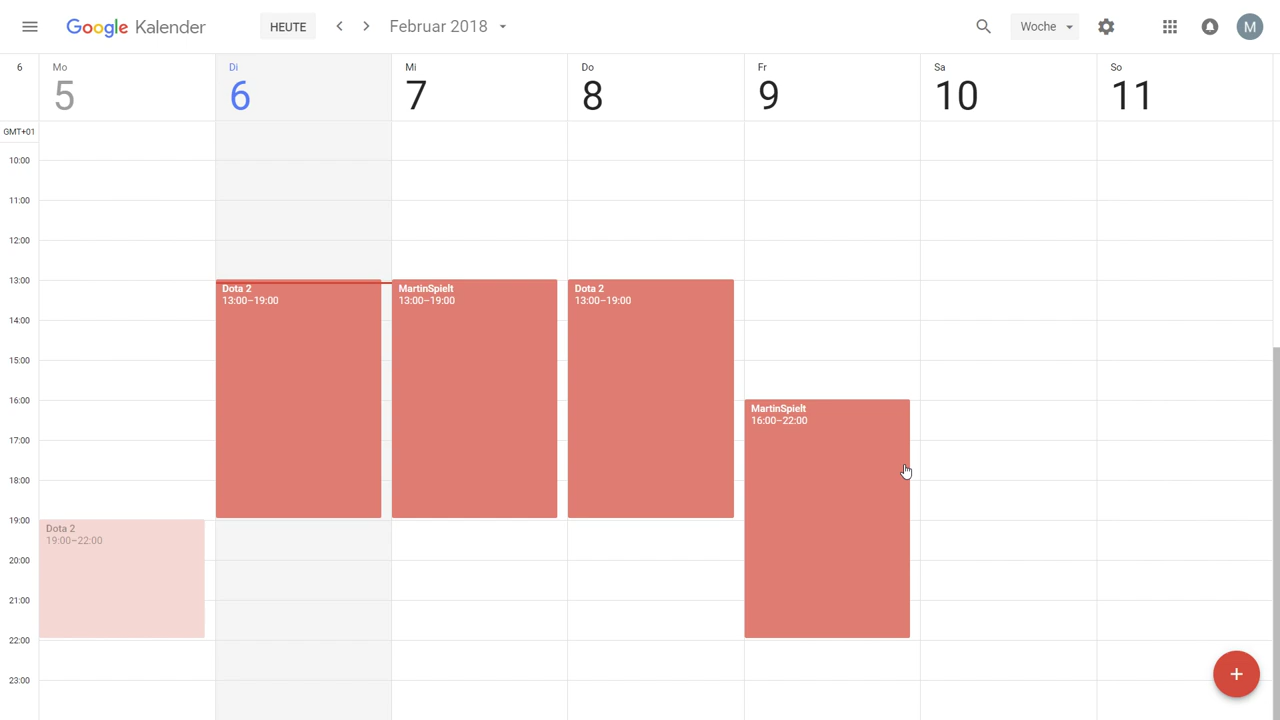 Google Kalender
HEUTE
Februar 2018
Woche
M
6
Mo
5
Di
6
Mi
7
Do
8
Fr
9
Sa
10
So
11
GMT+01
10:00
11:00
12:00
13:00
14:00
15:00
16:00
17:00
18:00
19:00
20:00
21:00
22:00
23:00
Dota 2
19:00–22:00
Dota 2
13:00–19:00
MartinSpielt
13:00–19:00
Dota 2
13:00–19:00
MartinSpielt
16:00–22:00